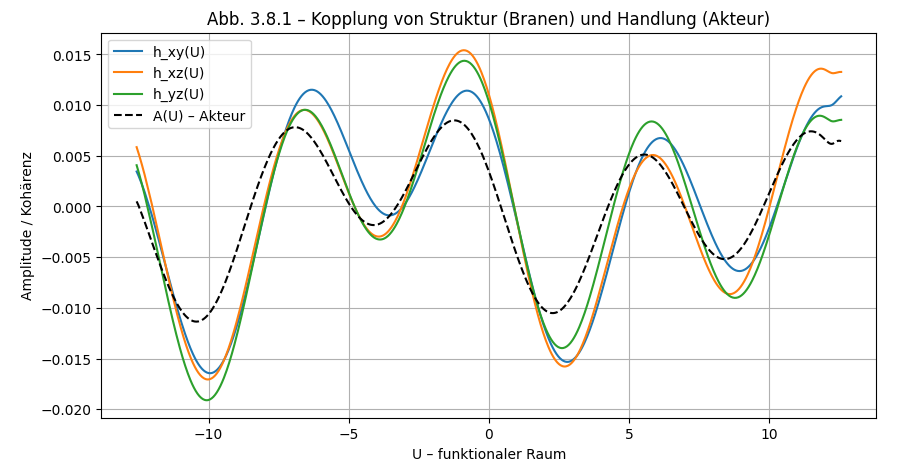 Abb. 3.8.1 – Kopplung von Struktur (Branen) und Handlung (Akteur)
h_xy(U)
h_xz(U)
h_yz(U)
A(U) – Akteur
Amplitude / Kohärenz
0.015
0.010
0.005
0.000
−0.005
−0.010
−0.015
−0.020
−10
−5
0
5
10
U – funktionaler Raum